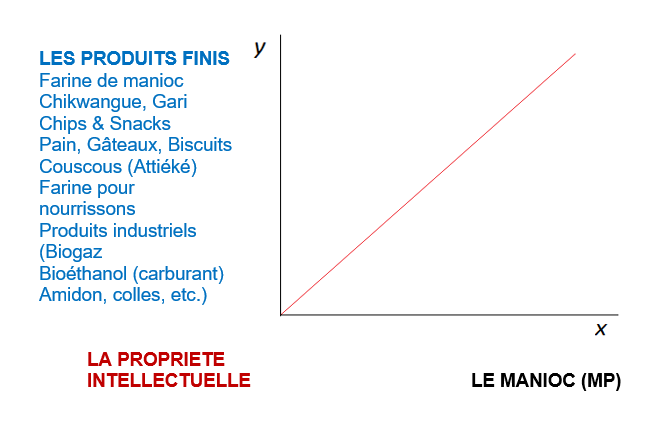 LES PRODUITS FINIS
Farine de manioc
Chikwangue, Gari
Chips & Snacks
Pain, Gâteaux, Biscuits
Couscous (Attiéké)
Farine pour
nourrissons
Produits industriels
(Biogaz
Bioéthanol (carburant)
Amidon, colles, etc.)
y
x
LA PROPRIETE
INTELLECTUELLE
LE MANIOC (MP)